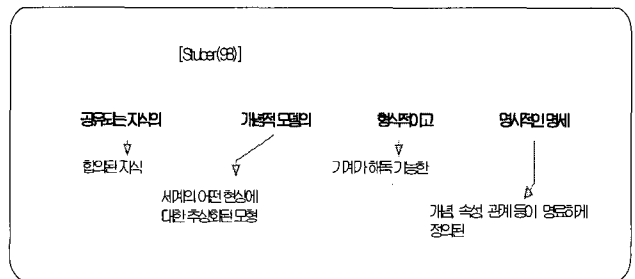 [Stuber(98)]
공유되는 지식의 개념적 모델의 형식적이고 명시적인 명세
합의된 지식 기계가 해독 가능한
세계의 어떤 현상에
대한 추상화된 모형
개념, 속성, 관계 등이 명료하게
정의된